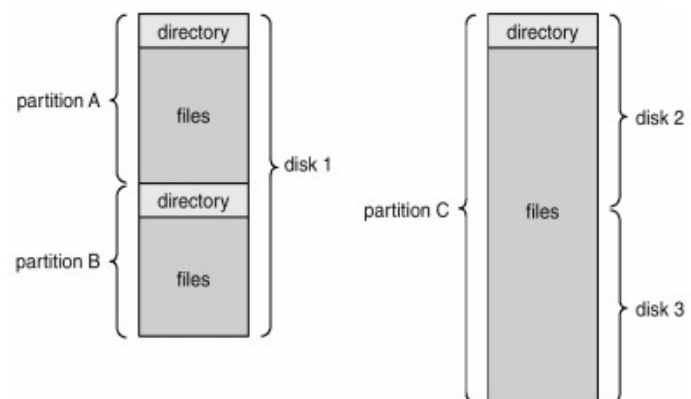 directory
partition A
files
disk 1
directory
partition B
files
directory
disk 2
partition C
files
disk 3